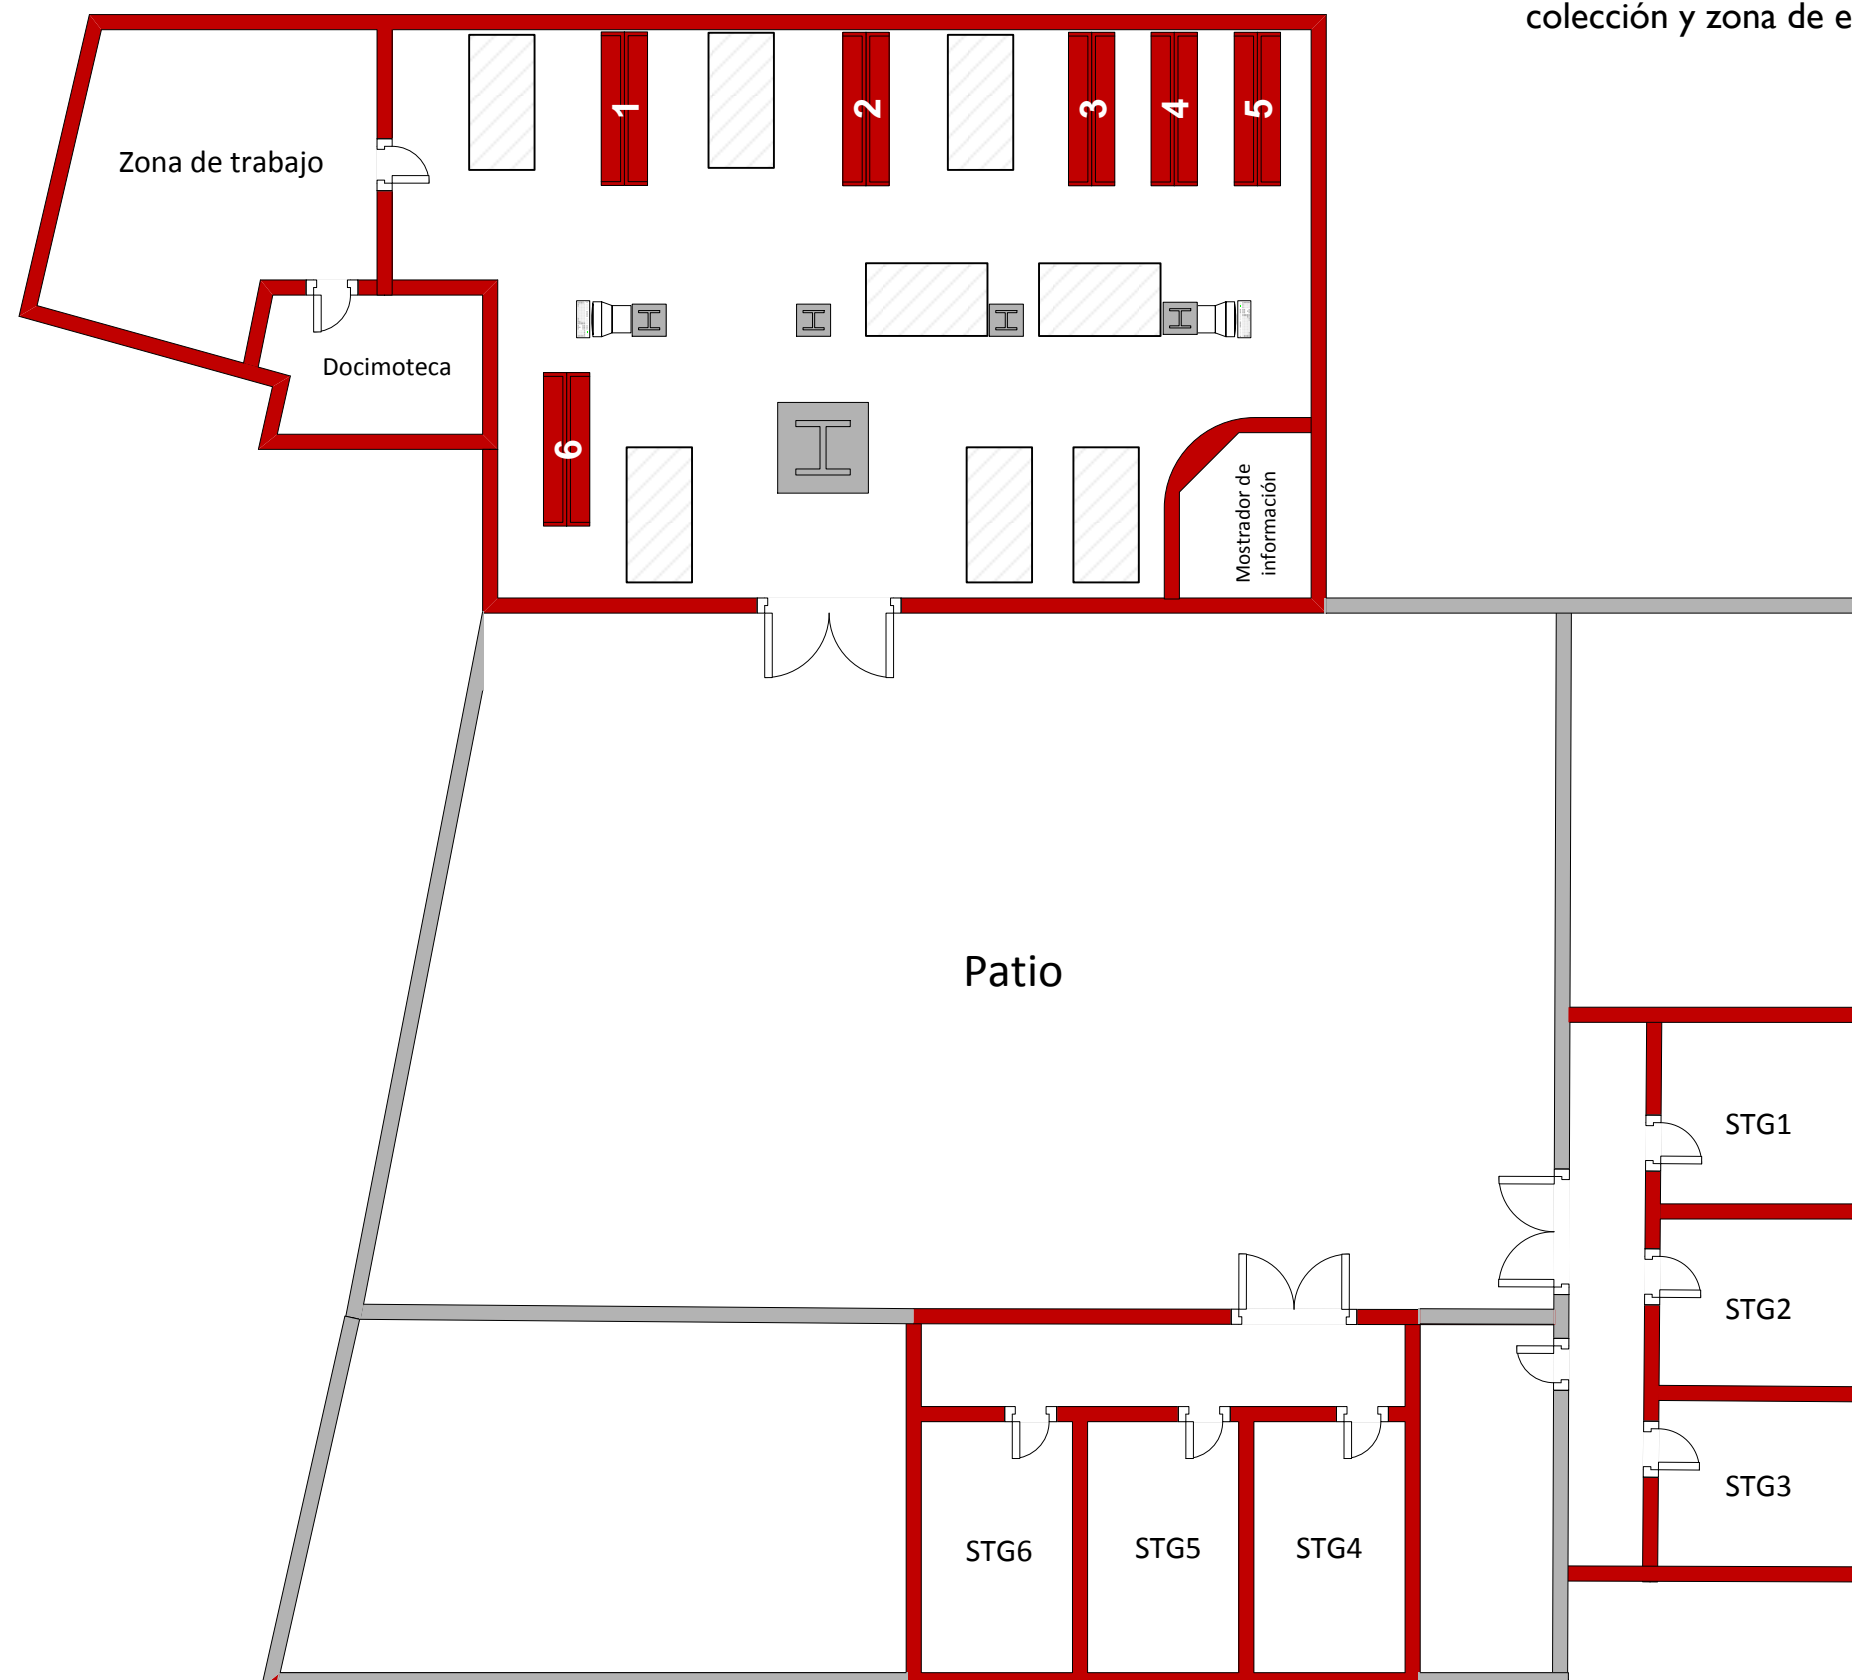 colección y zona de e
1
2
3
4
5
Zona de trabajo
Docimoteca
6
Mostrador de
información
Patio
STG1
STG2
STG3
STG6
STG5
STG4